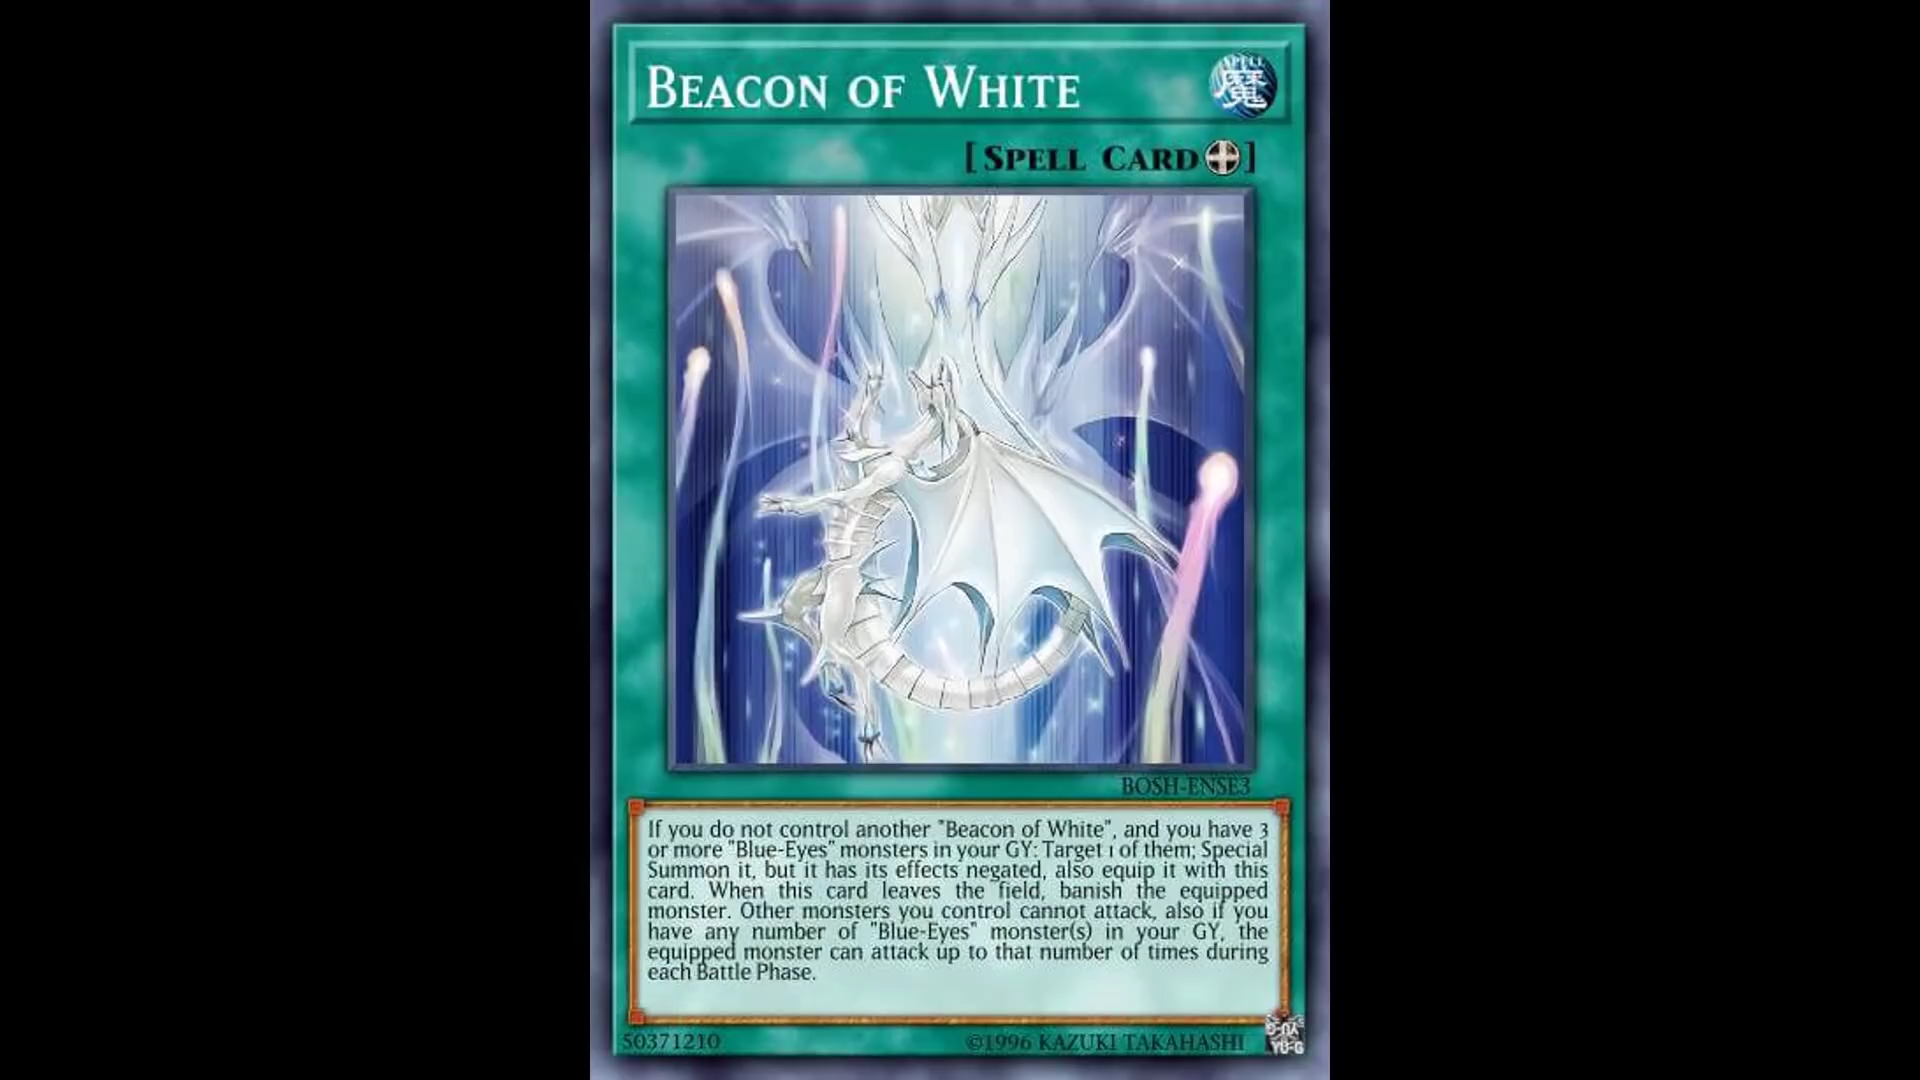 Beacon of White
SPELL
魔
[Spell Card]
BOSH-ENSE3
If you do not control another "Beacon of White", and you have 3
or more "Blue-Eyes" monsters in your GY: Target 1 of them; Special
Summon it, but it has its effects negated, also equip it with this
card. When this card leaves the field, banish the equipped
monster. Other monsters you control cannot attack, also if you
have any number of "Blue-Eyes" monster(s) in your GY, the
equipped monster can attack up to that number of times during
each Battle Phase.
50371210
©1996 KAZUKI TAKAHASHI
YU-G